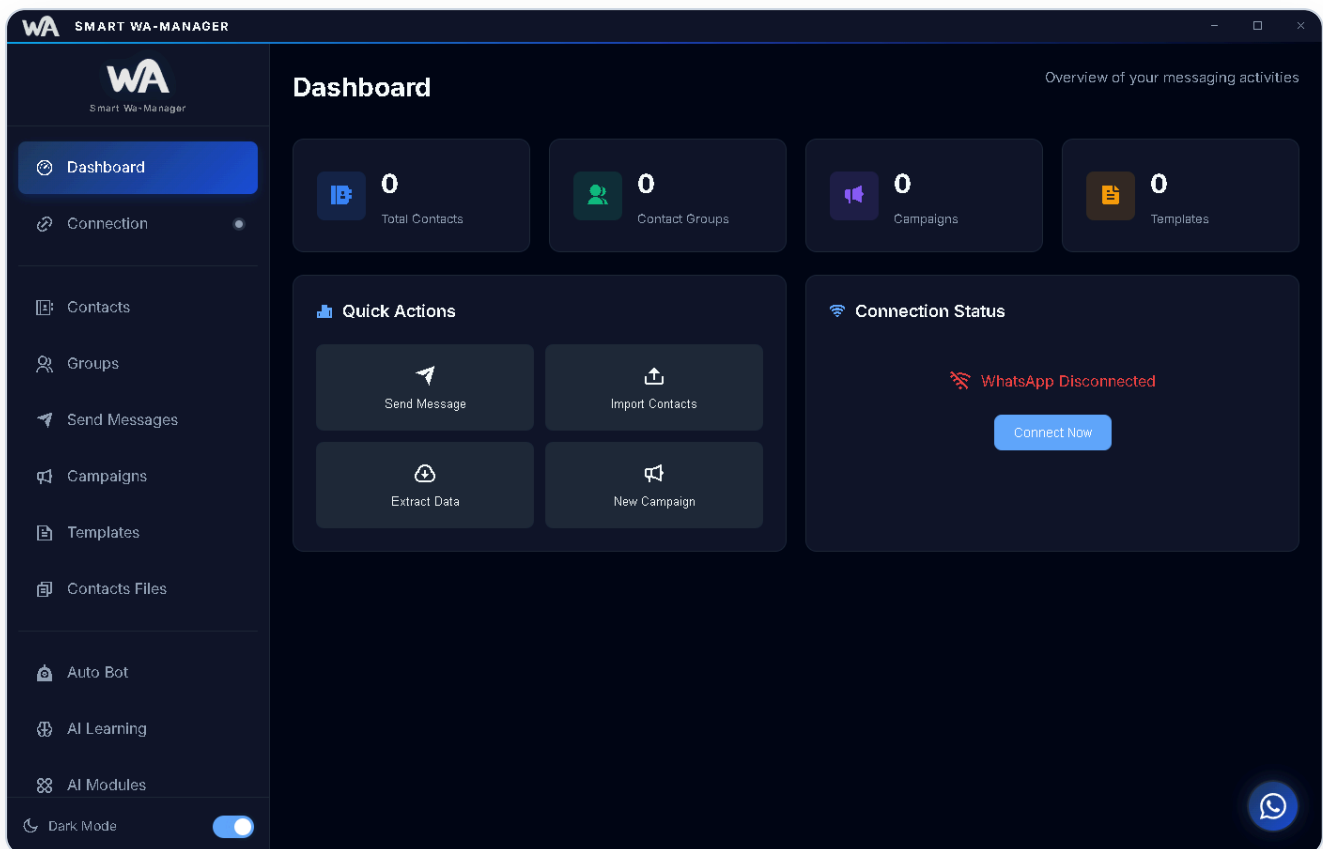 WA SMART WA-MANAGER
WA
Smart Wa-Manager
Dashboard
Connection
Contacts
Groups
Send Messages
Campaigns
Templates
Contacts Files
Auto Bot
AI Learning
AI Modules
Dark Mode
Dashboard
Overview of your messaging activities
0
Total Contacts
0
Contact Groups
0
Campaigns
0
Templates
Quick Actions
Send Message
Import Contacts
Extract Data
New Campaign
Connection Status
WhatsApp Disconnected
Connect Now